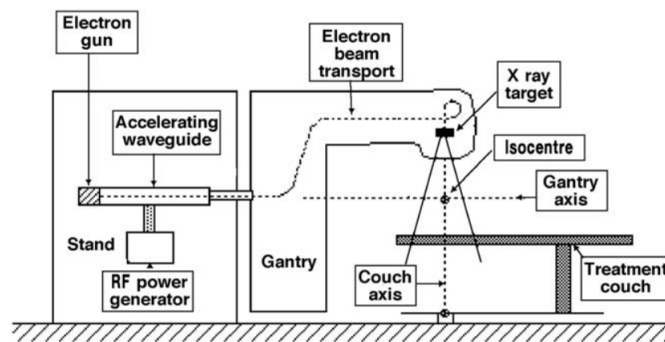 Electron
gun
Electron
beam
transport
X ray
target
Accelerating
waveguide
Isocentre
Gantry
axis
Stand
Gantry
RF power
generator
Couch
axis
Treatment
couch